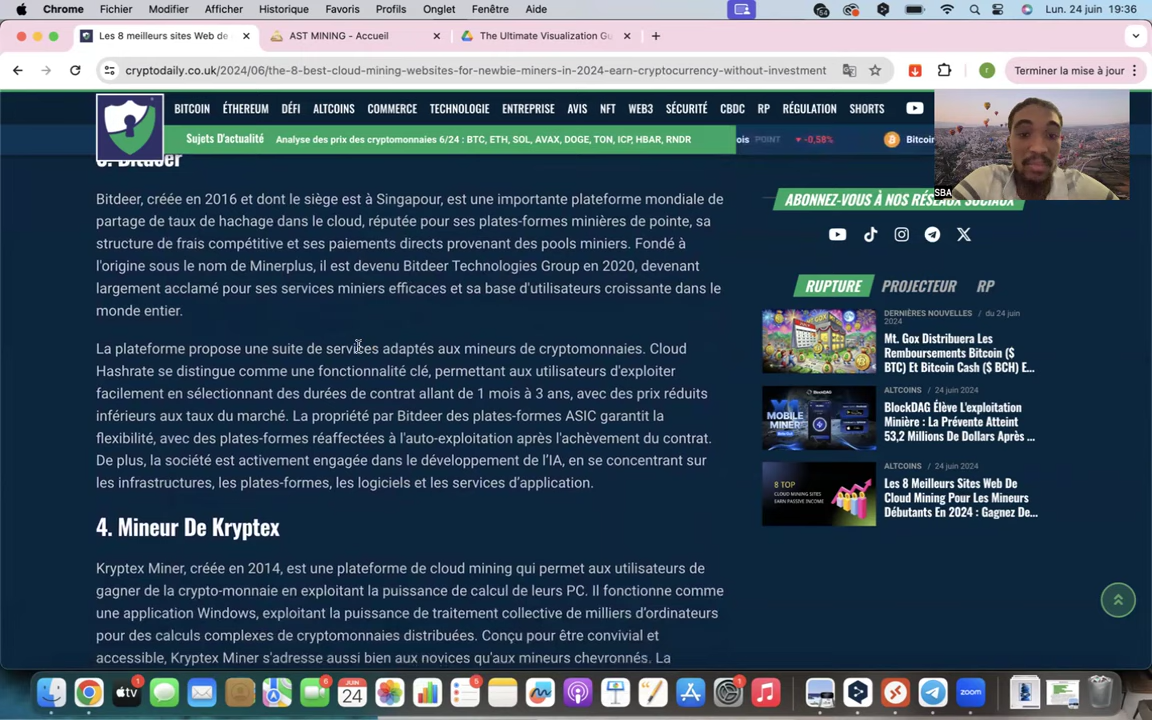 Chrome Fichier Modifier Afficher Historique Favoris Profils Onglet Fenêtre Aide Lun. 24 juin 19:36
Les 8 meilleurs sites Web de
AST MINING - Accueil
The Ultimate Visualization Gu
cryptodaily.co.uk/2024/06/the-8-best-cloud-mining-websites-for-newbie-miners-in-2024-earn-cryptocurrency-without-investment
r
Terminer la mise à jour
BITCOIN ÉTHEREUM DÉFI ALTCOINS COMMERCE TECHNOLOGIE ENTREPRISE AVIS NFT WEB3 SÉCURITÉ CBDC RP RÉGULATION SHORTS
Sujets D'actualité
Analyse des prix des cryptomonnaies 6/24 : BTC, ETH, SOL, AVAX, DOGE, TON, ICP, HBAR, RNDR
ois POINT -0,58% Bitcoi
SBA
3. Bitdeer
Bitdeer, créée en 2016 et dont le siège est à Singapour, est une importante plateforme mondiale de
partage de taux de hachage dans le cloud, réputée pour ses plates-formes minières de pointe, sa
structure de frais compétitive et ses paiements directs provenant des pools miniers. Fondé à
l'origine sous le nom de Minerplus, il est devenu Bitdeer Technologies Group en 2020, devenant
largement acclamé pour ses services miniers efficaces et sa base d'utilisateurs croissante dans le
monde entier.
La plateforme propose une suite de services adaptés aux mineurs de cryptomonnaies. Cloud
Hashrate se distingue comme une fonctionnalité clé, permettant aux utilisateurs d'exploiter
facilement en sélectionnant des durées de contrat allant de 1 mois à 3 ans, avec des prix réduits
inférieurs aux taux du marché. La propriété par Bitdeer des plates-formes ASIC garantit la
flexibilité, avec des plates-formes réaffectées à l'auto-exploitation après l'achèvement du contrat.
De plus, la société est activement engagée dans le développement de l’IA, en se concentrant sur
les infrastructures, les plates-formes, les logiciels et les services d’application.
4. Mineur De Kryptex
Kryptex Miner, créée en 2014, est une plateforme de cloud mining qui permet aux utilisateurs de
gagner de la crypto-monnaie en exploitant la puissance de calcul de leurs PC. Il fonctionne comme
une application Windows, exploitant la puissance de traitement collective de milliers d’ordinateurs
pour des calculs complexes de cryptomonnaies distribuées. Conçu pour être convivial et
accessible, Kryptex Miner s'adresse aussi bien aux novices qu'aux mineurs chevronnés. La
ABONNEZ-VOUS À NOS RÉSEAUX SOCIAUX
RUPTURE PROJECTEUR RP
DERNIÈRES NOUVELLES / du 24 juin
2024
Mt. Gox Distribuera Les
Remboursements Bitcoin ($
BTC) Et Bitcoin Cash ($ BCH) E...
ALTCOINS / 24 juin 2024
BlockDAG Élève L'exploitation
Minière : La Prévente Atteint
53,2 Millions De Dollars Après ...
ALTCOINS / 24 juin 2024
Les 8 Meilleurs Sites Web De
Cloud Mining Pour Les Mineurs
Débutants En 2024 : Gagnez De...
MT GOX
MOBILE
MINER
8 TOP
CLOUD MINING SITES
EARN PASSIVE INCOME
JUIN
24
tv
zoom